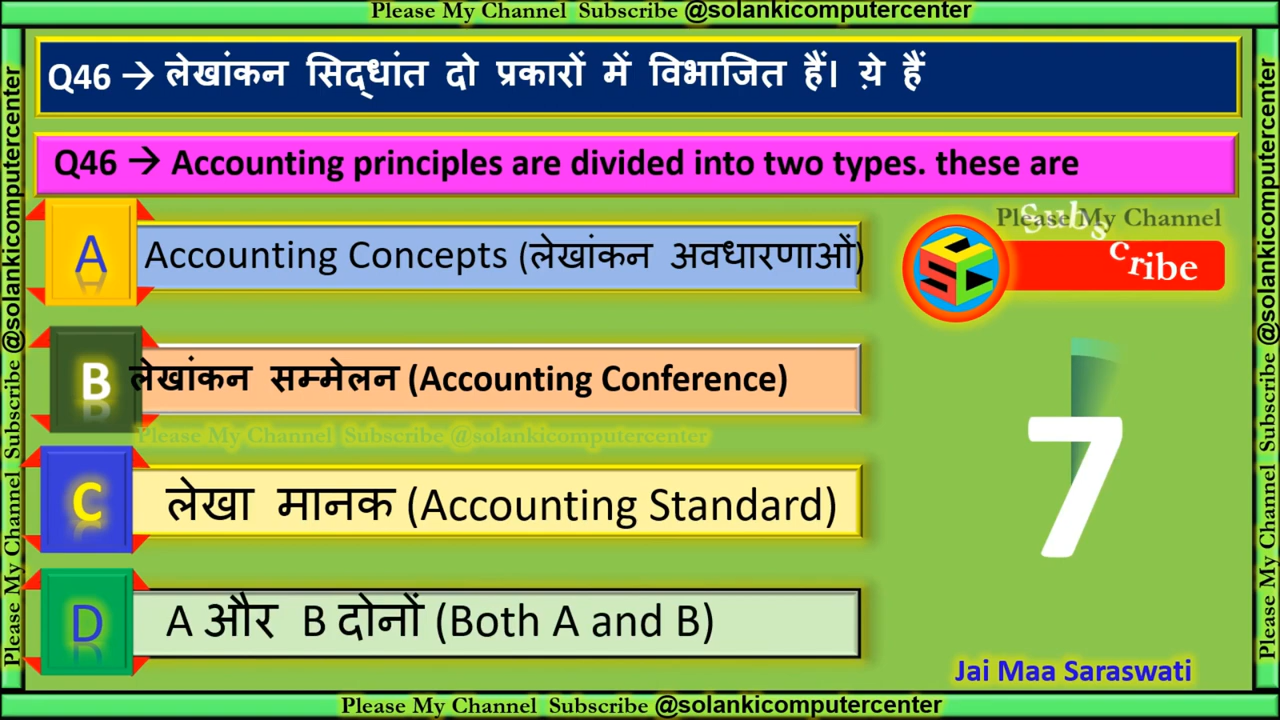 Please My Channel Subscribe @solankicomputercenter
Q46 → लेखांकन सिद्धांत दो प्रकारों में विभाजित हैं। य़े हैं
Q46 → Accounting principles are divided into two types. these are
A Accounting Concepts (लेखांकन अवधारणाओं)
B लेखांकन सम्मेलन (Accounting Conference)
Please My Channel Subscribe @solankicomputercenter
C लेखा मानक (Accounting Standard)
D A और B दोनों (Both A and B)
Please My Channel
Subscribe
SCC
7
Jai Maa Saraswati
Please My Channel Subscribe @solankicomputercenter
Please My Channel Subscribe @solankicomputercenter
Please My Channel Subscribe @solankicomputercenter